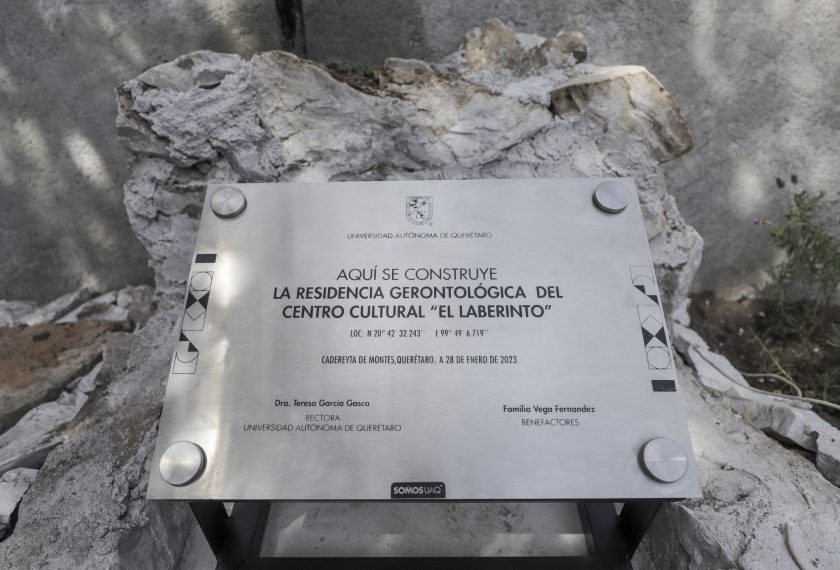 UNIVERSIDAD AUTÓNOMA DE QUERÉTARO
AQUÍ SE CONSTRUYE
LA RESIDENCIA GERONTOLÓGICA DEL
CENTRO CULTURAL "EL LABERINTO"
LOC: N 20° 42' 32.243'' E 99° 49' 6.719''
CADEREYTA DE MONTES, QUERÉTARO; A 28 DE ENERO DE 2023.
Dra. Teresa García Gasca
RECTORA
UNIVERSIDAD AUTÓNOMA DE QUERÉTARO
Familia Vega Fernandez
BENEFACTORES
SOMOSUAQ